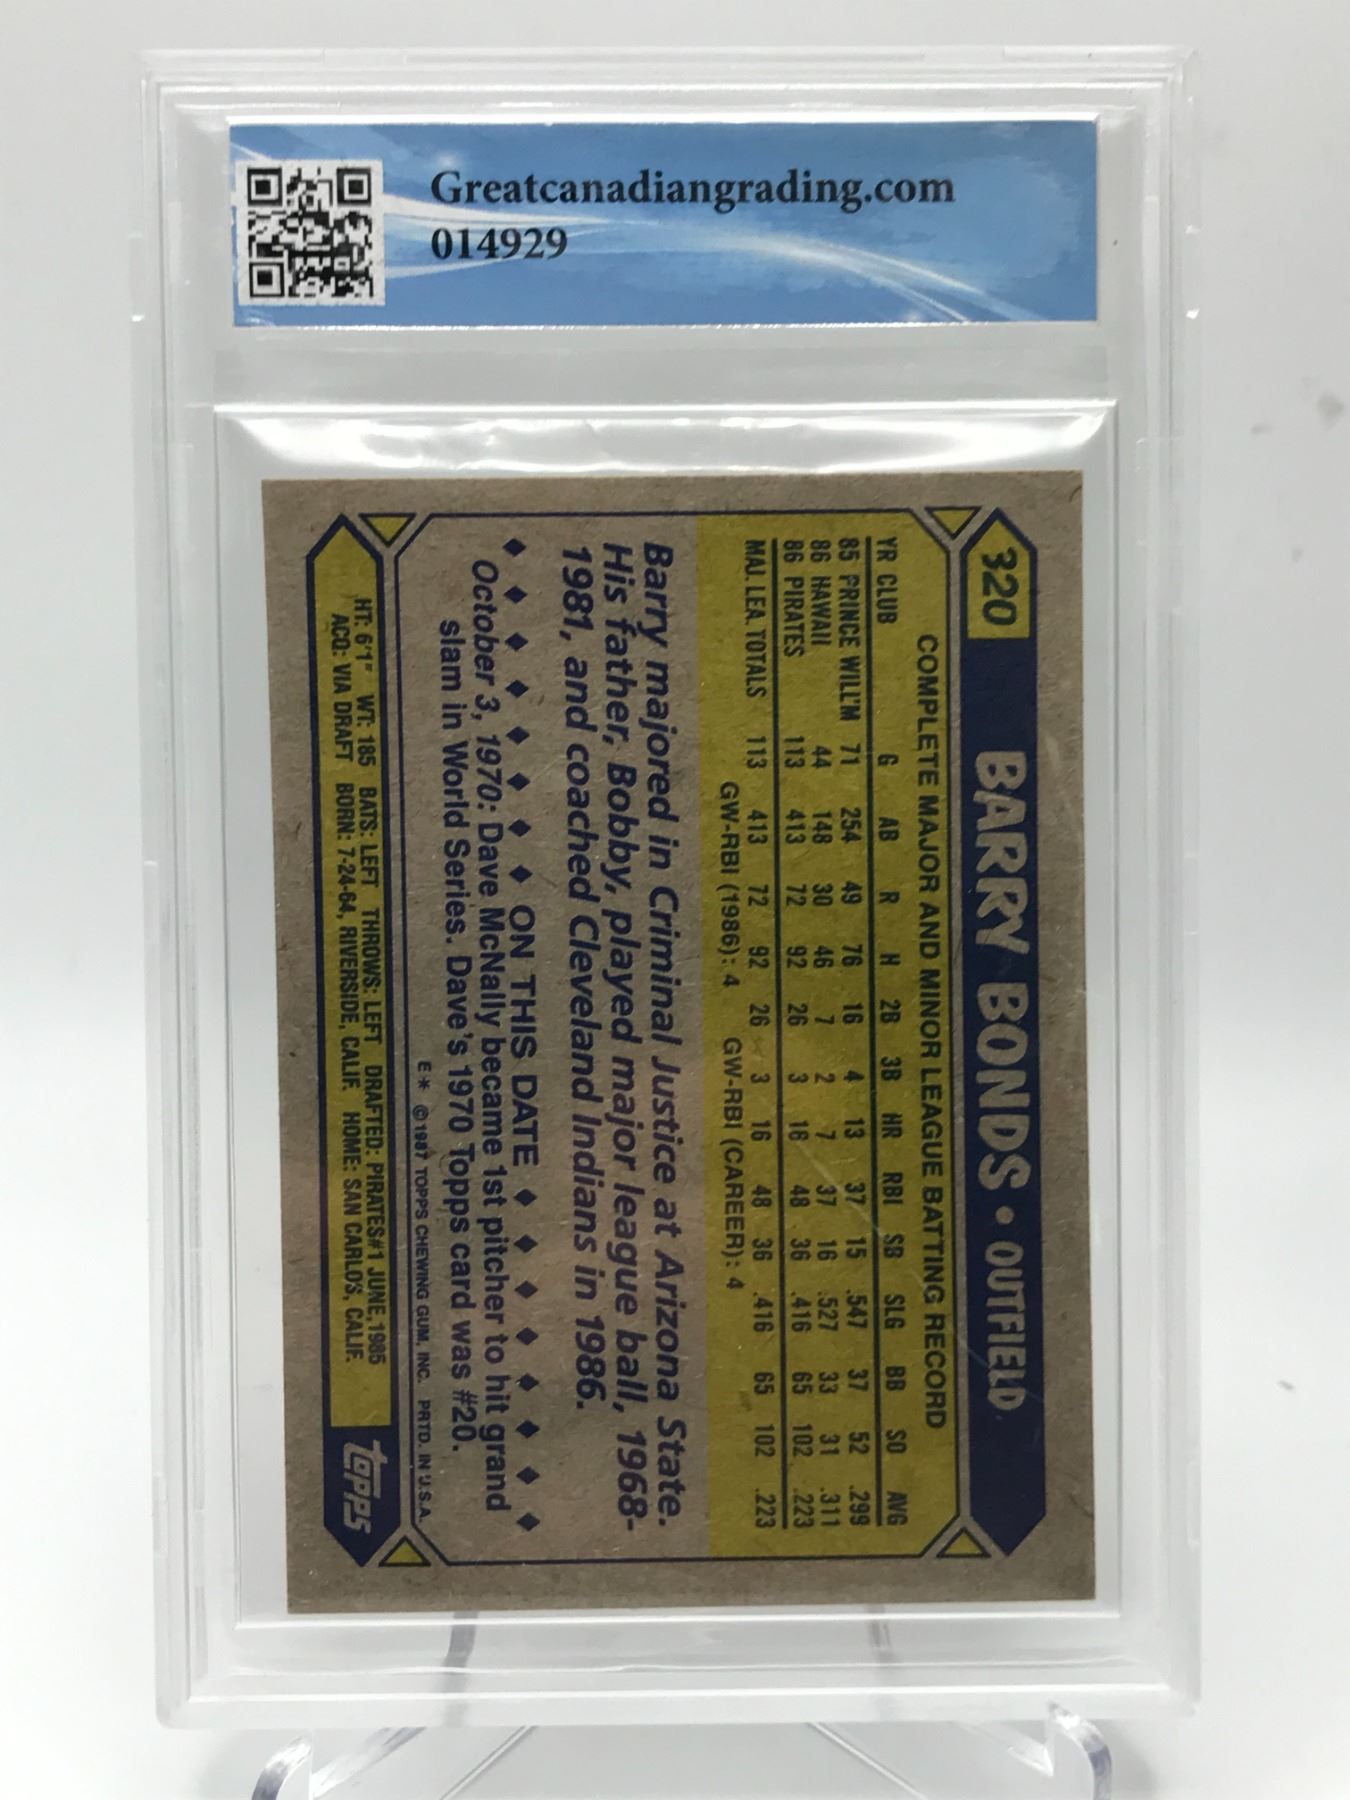 Greatcanadiangrading.com
014929
320 BARRY BONDS • OUTFIELD
COMPLETE MAJOR AND MINOR LEAGUE BATTING RECORD
YR CLUB G AB R H 2B 3B HR RBI SB SLG BB SO AVG
85 PRINCE WILL'M 71 254 49 76 16 4 13 37 15 .547 37 52 .299
86 HAWAII 44 148 30 46 7 2 7 37 16 .527 33 31 .311
86 PIRATES 113 413 72 92 26 3 16 48 36 .416 65 102 .223
MAJ. LEA. TOTALS 113 413 72 92 26 3 16 48 36 .416 65 102 .223
GW-RBI (1986): 4 GW-RBI (CAREER): 4
Barry majored in Criminal Justice at Arizona State.
His father, Bobby, played major league ball, 1968-
1981, and coached Cleveland Indians in 1986.
♦ ♦ ♦ ♦ ♦ ♦ ♦ ♦ ON THIS DATE ♦ ♦ ♦ ♦ ♦ ♦ ♦ ♦
October 3, 1970: Dave McNally became 1st pitcher to hit grand
slam in World Series. Dave's 1970 Topps card was #20.
E* © 1987 TOPPS CHEWING GUM, INC. PRTD. IN U.S.A.
HT: 6'1" WT: 185 BATS: LEFT THROWS: LEFT DRAFTED: PIRATES #1 JUNE, 1985
ACQ: VIA DRAFT BORN: 7-24-64, RIVERSIDE, CALIF. HOME: SAN CARLOS, CALIF.
topps